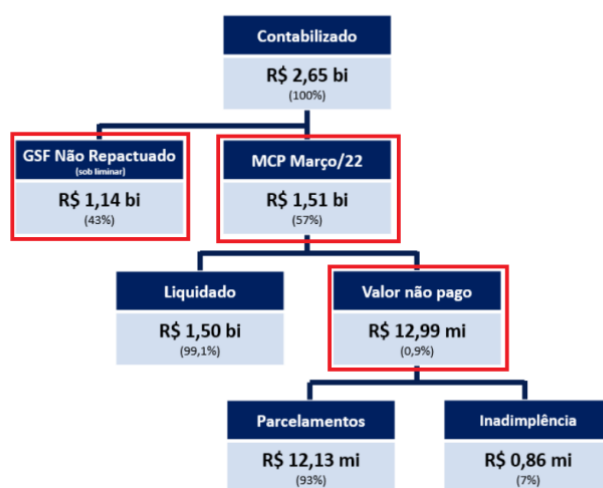 Contabilizado
R$ 2,65 bi
(100%)
GSF Não Repactuado
(sob liminar)
R$ 1,14 bi
(43%)
MCP Março/22
R$ 1,51 bi
(57%)
Liquidado
R$ 1,50 bi
(99,1%)
Valor não pago
R$ 12,99 mi
(0,9%)
Parcelamentos
R$ 12,13 mi
(93%)
Inadimplência
R$ 0,86 mi
(7%)